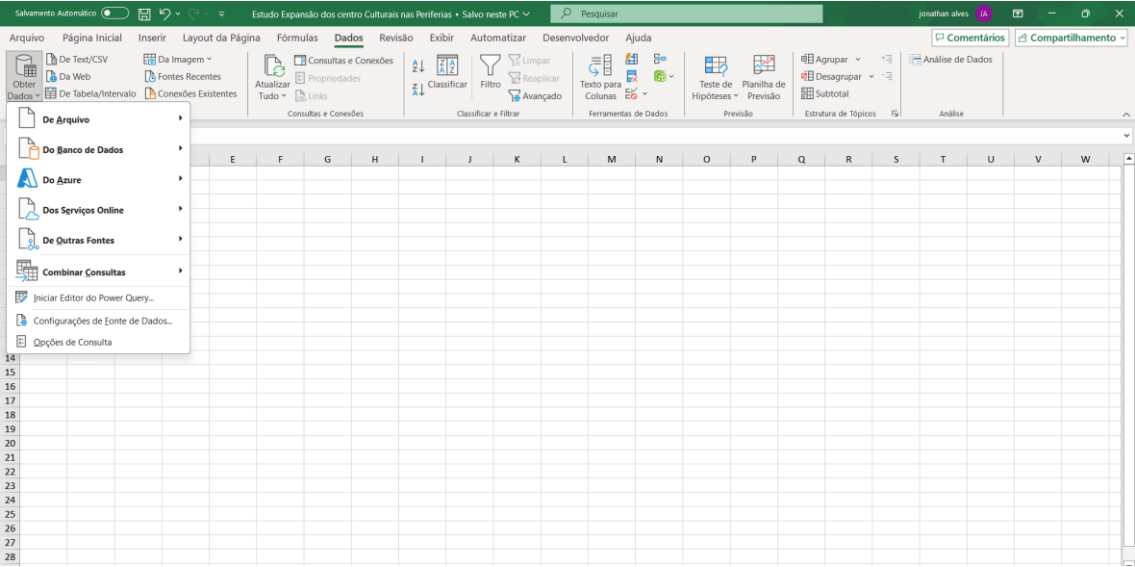 Salvamento Automático
Estudo Expansão dos centro Culturais nas Periferias • Salvo neste PC
Pesquisar
jonathan alves
JA
Arquivo Página Inicial Inserir Layout da Página Fórmulas Dados Revisão Exibir Automatizar Desenvolvedor Ajuda
Comentários Compartilhamento
Obter
Dados
De Text/CSV
Da Web
De Tabela/Intervalo
Da Imagem
Fontes Recentes
Conexões Existentes
Atualizar
Tudo
Consultas e Conexões
Propriedades
Links
Consultas e Conexões
Classificar
Filtro
Limpar
Reaplicar
Avançado
Classificar e Filtrar
Texto para
Colunas
Ferramentas de Dados
Teste de
Hipóteses
Planilha de
Previsão
Previsão
Agrupar
Desagrupar
Subtotal
Estrutura de Tópicos
Análise de Dados
Análise
De Arquivo
Do Banco de Dados
Do Azure
Dos Serviços Online
De Outras Fontes
Combinar Consultas
Iniciar Editor do Power Query...
Configurações de Fonte de Dados...
Opções de Consulta
E F G H I J K L M N O P Q R S T U V W
14
15
16
17
18
19
20
21
22
23
24
25
26
27
28